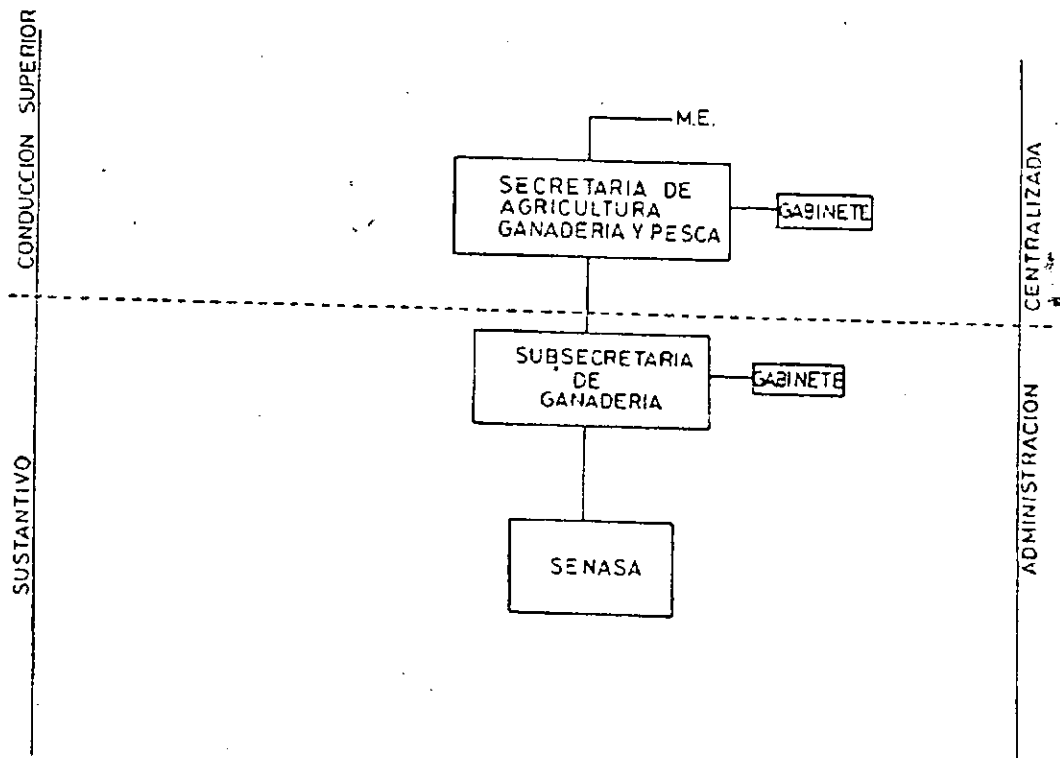 CONDUCCION SUPERIOR
M.E.
SECRETARIA DE
AGRICULTURA
GANADERIA Y PESCA
GABINETE
CENTRALIZADA
SUBSECRETARIA
DE
GANADERIA
GABINETE
SUSTANTIVO
ADMINISTRACION
SENASA